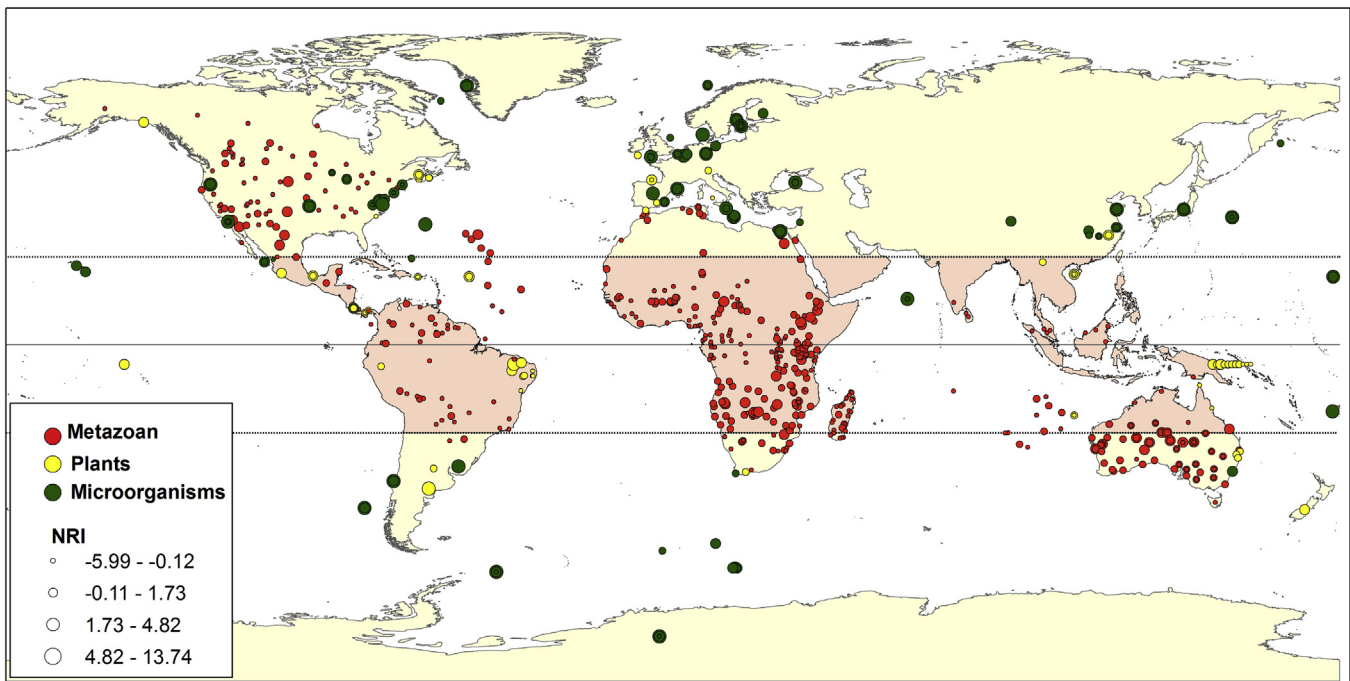 Metazoan
Plants
Microorganisms
NRI
-5.99 - -0.12
-0.11 - 1.73
1.73 - 4.82
4.82 - 13.74